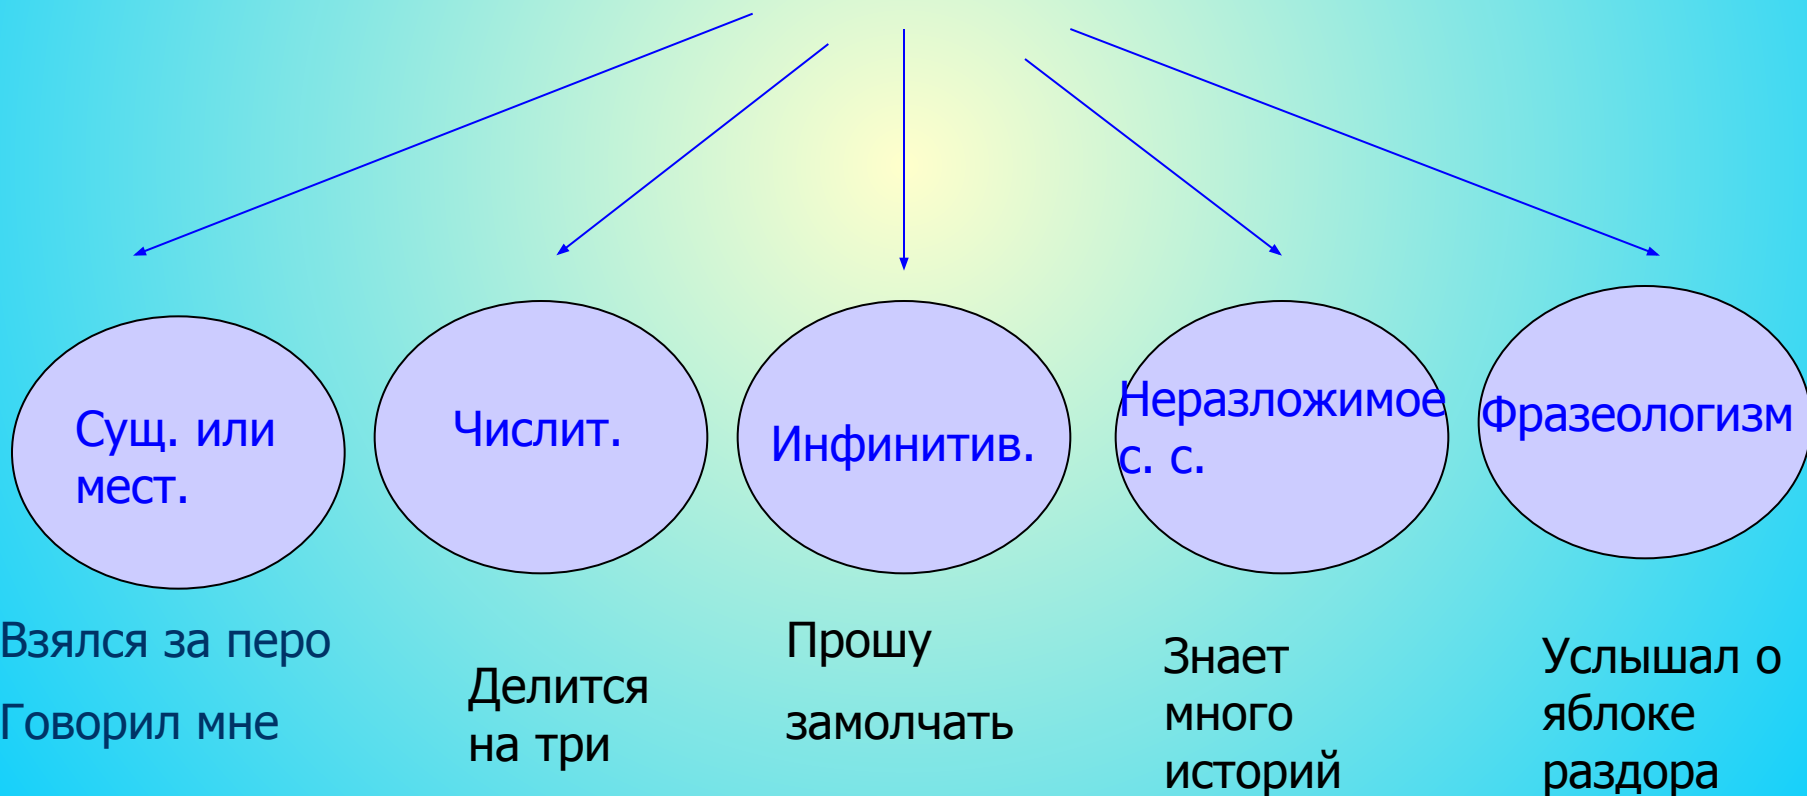 Сущ. или
мест.
Числит.
Инфинитив.
Неразложимое
с. с.
Фразеологизм
Взялся за перо
Говорил мне
Делится
на три
Прошу
замолчать
Знает
много
историй
Услышал о
яблоке
раздора